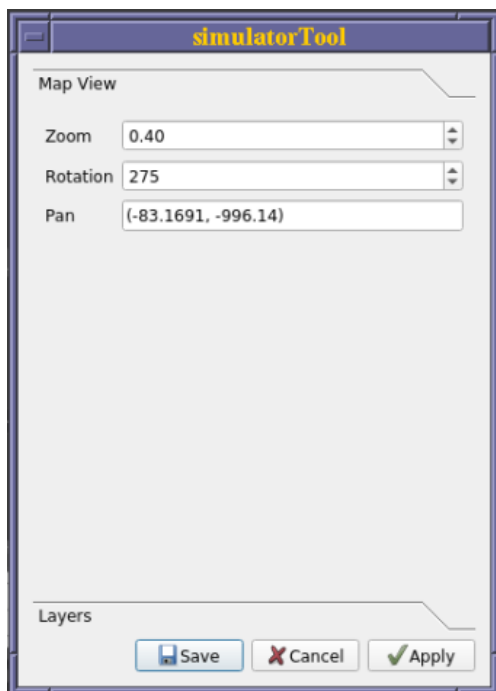 simulatorTool
Map View
Zoom 0.40
Rotation 275
Pan (-83.1691, -996.14)
Layers
Save Cancel Apply